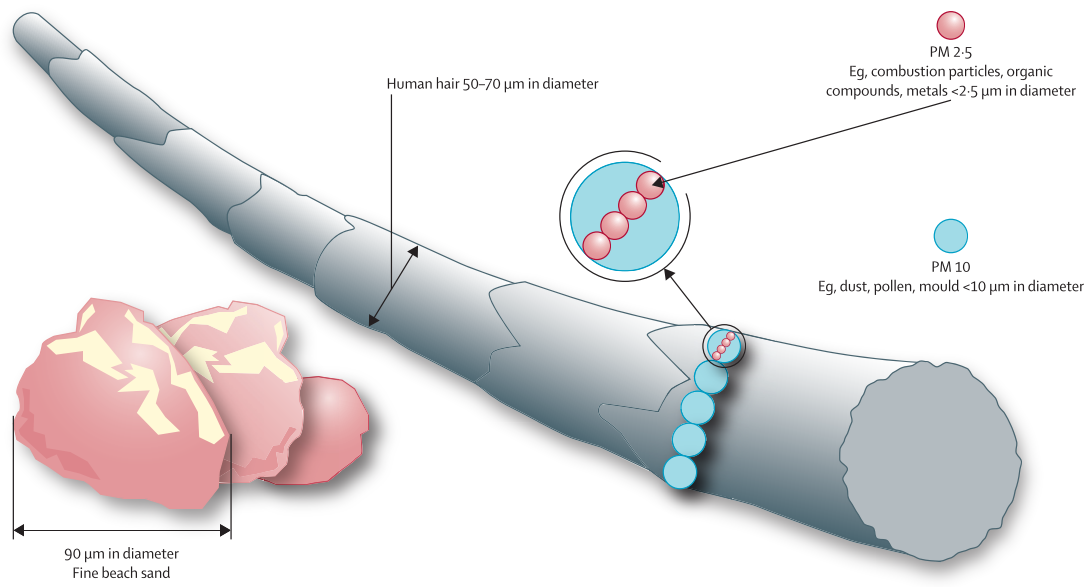 PM 2·5
Eg, combustion particles, organic
compounds, metals <2·5 µm in diameter
Human hair 50–70 µm in diameter
PM 10
Eg, dust, pollen, mould <10 µm in diameter
90 µm in diameter
Fine beach sand